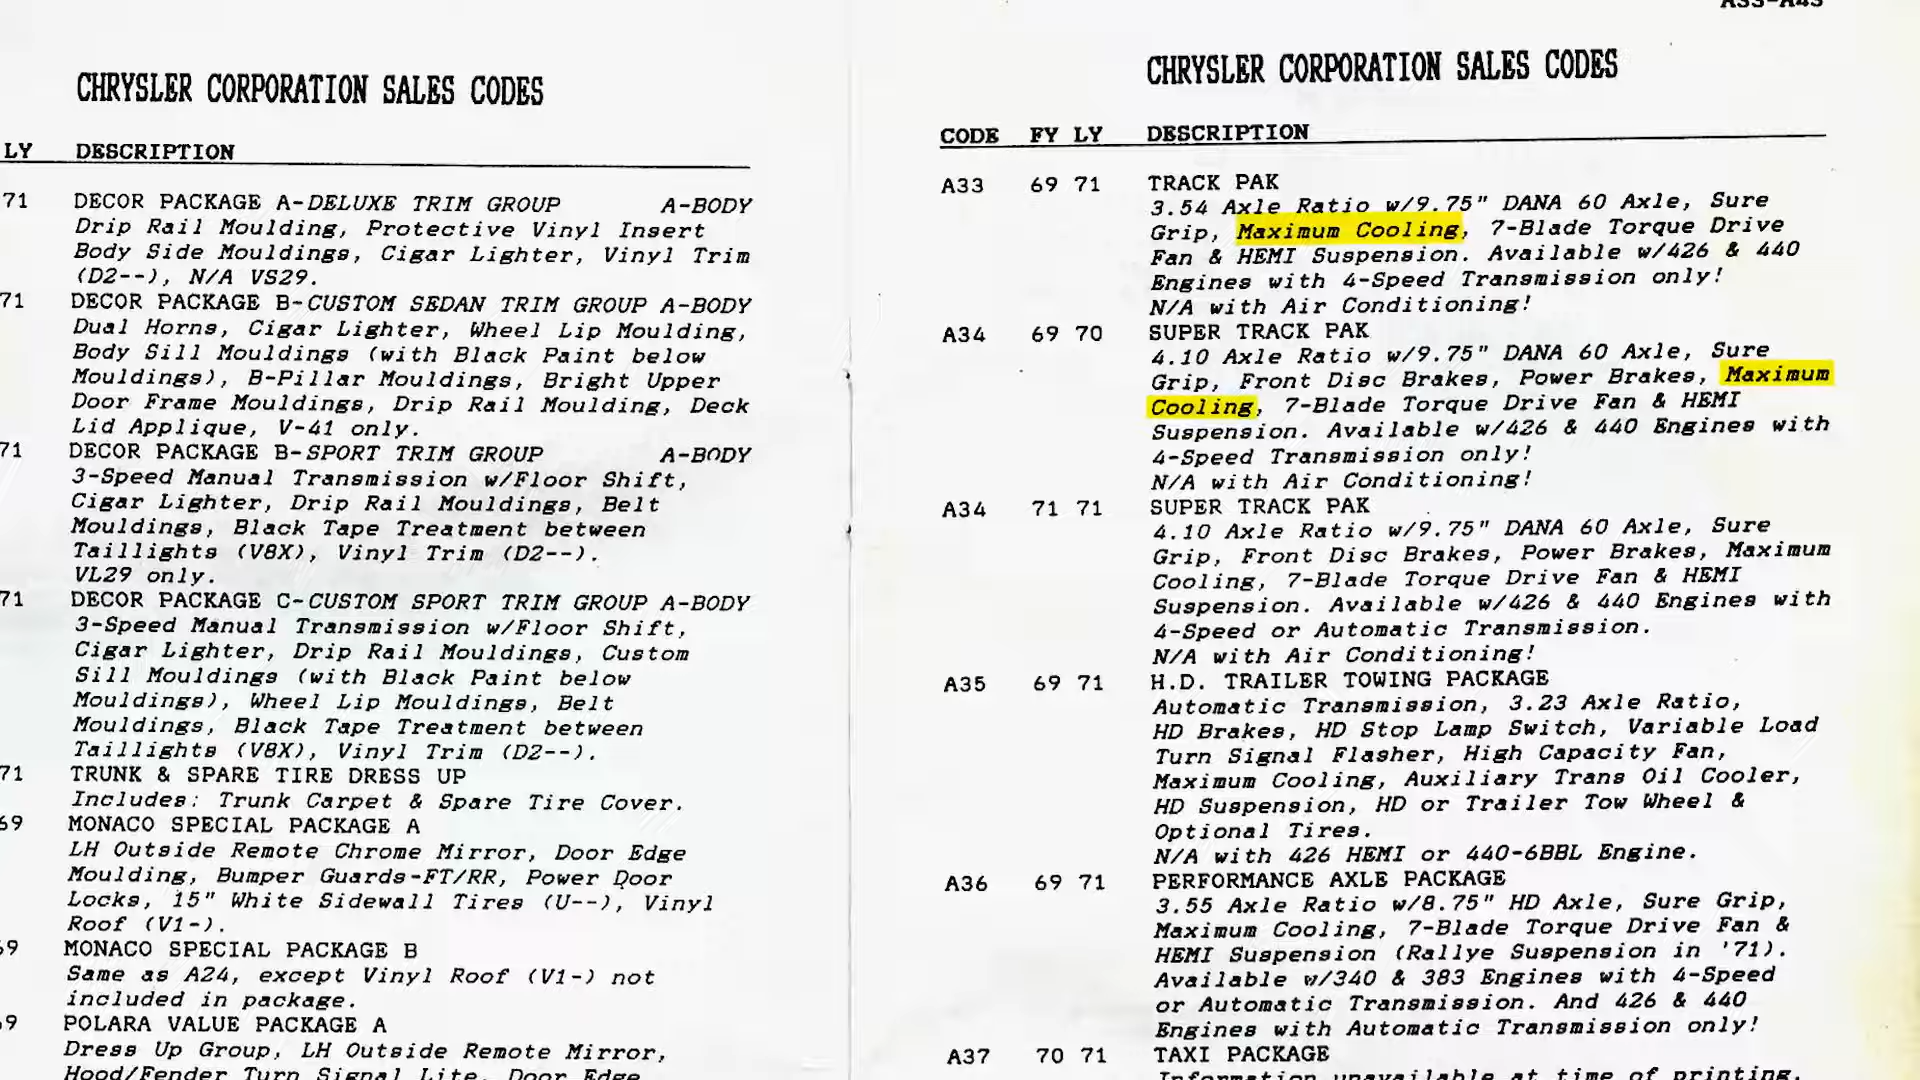 CHRYSLER CORPORATION SALES CODES
LY DESCRIPTION
71 DECOR PACKAGE A-DELUXE TRIM GROUP A-BODY
Drip Rail Moulding, Protective Vinyl Insert
Body Side Mouldings, Cigar Lighter, Vinyl Trim
(D2--), N/A VS29.
71 DECOR PACKAGE B-CUSTOM SEDAN TRIM GROUP A-BODY
Dual Horns, Cigar Lighter, Wheel Lip Moulding,
Body Sill Mouldings (with Black Paint below
Mouldings), B-Pillar Mouldings, Bright Upper
Door Frame Mouldings, Drip Rail Moulding, Deck
Lid Applique, V-41 only.
71 DECOR PACKAGE B-SPORT TRIM GROUP A-BODY
3-Speed Manual Transmission w/Floor Shift,
Cigar Lighter, Drip Rail Mouldings, Belt
Mouldings, Black Tape Treatment between
Taillights (V8X), Vinyl Trim (D2--).
VL29 only.
71 DECOR PACKAGE C-CUSTOM SPORT TRIM GROUP A-BODY
3-Speed Manual Transmission w/Floor Shift,
Cigar Lighter, Drip Rail Mouldings, Custom
Sill Mouldings (with Black Paint below
Mouldings), Wheel Lip Mouldings, Belt
Mouldings, Black Tape Treatment between
Taillights (V8X), Vinyl Trim (D2--).
71 TRUNK & SPARE TIRE DRESS UP
Includes: Trunk Carpet & Spare Tire Cover.
69 MONACO SPECIAL PACKAGE A
LH Outside Remote Chrome Mirror, Door Edge
Moulding, Bumper Guards-FT/RR, Power Door
Locks, 15" White Sidewall Tires (U--), Vinyl
Roof (V1-).
69 MONACO SPECIAL PACKAGE B
Same as A24, except Vinyl Roof (V1-) not
included in package.
69 POLARA VALUE PACKAGE A
Dress Up Group, LH Outside Remote Mirror,
Hood/Fender Turn Signal Lite, Door Edge
A33-A43
CHRYSLER CORPORATION SALES CODES
CODE FY LY DESCRIPTION
A33 69 71 TRACK PAK
3.54 Axle Ratio w/9.75" DANA 60 Axle, Sure
Grip, Maximum Cooling, 7-Blade Torque Drive
Fan & HEMI Suspension. Available w/426 & 440
Engines with 4-Speed Transmission only!
N/A with Air Conditioning!
A34 69 70 SUPER TRACK PAK
4.10 Axle Ratio w/9.75" DANA 60 Axle, Sure
Grip, Front Disc Brakes, Power Brakes, Maximum
Cooling, 7-Blade Torque Drive Fan & HEMI
Suspension. Available w/426 & 440 Engines with
4-Speed Transmission only!
N/A with Air Conditioning!
A34 71 71 SUPER TRACK PAK
4.10 Axle Ratio w/9.75" DANA 60 Axle, Sure
Grip, Front Disc Brakes, Power Brakes, Maximum
Cooling, 7-Blade Torque Drive Fan & HEMI
Suspension. Available w/426 & 440 Engines with
4-Speed or Automatic Transmission.
N/A with Air Conditioning!
A35 69 71 H.D. TRAILER TOWING PACKAGE
Automatic Transmission, 3.23 Axle Ratio,
HD Brakes, HD Stop Lamp Switch, Variable Load
Turn Signal Flasher, High Capacity Fan,
Maximum Cooling, Auxiliary Trans Oil Cooler,
HD Suspension, HD or Trailer Tow Wheel &
Optional Tires.
N/A with 426 HEMI or 440-6BBL Engine.
A36 69 71 PERFORMANCE AXLE PACKAGE
3.55 Axle Ratio w/8.75" HD Axle, Sure Grip,
Maximum Cooling, 7-Blade Torque Drive Fan &
HEMI Suspension (Rallye Suspension in '71).
Available w/340 & 383 Engines with 4-Speed
or Automatic Transmission. And 426 & 440
Engines with Automatic Transmission only!
A37 70 71 TAXI PACKAGE
Information unavailable at time of printing.